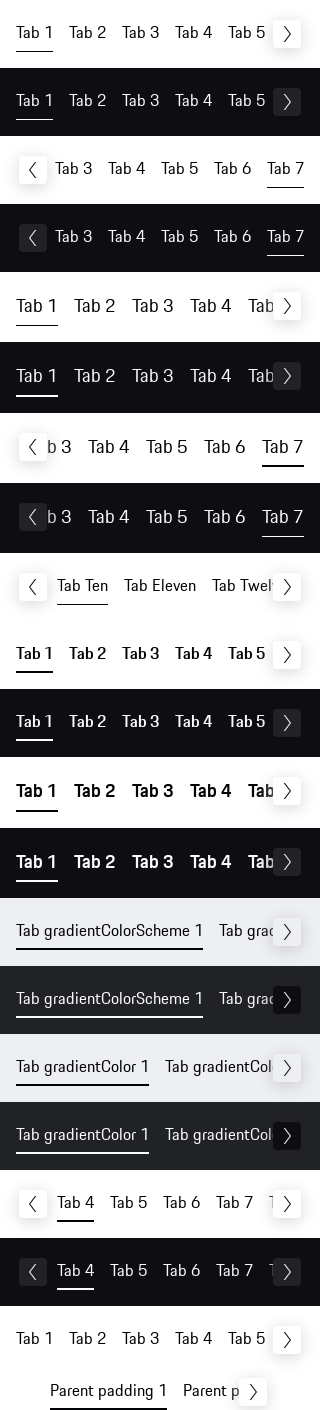 Tab 1 Tab 2 Tab 3 Tab 4 Tab 5
Tab 1 Tab 2 Tab 3 Tab 4 Tab 5
Tab 3 Tab 4 Tab 5 Tab 6 Tab 7
Tab 3 Tab 4 Tab 5 Tab 6 Tab 7
Tab 1 Tab 2 Tab 3 Tab 4 Tab
Tab 1 Tab 2 Tab 3 Tab 4 Tab
b 3 Tab 4 Tab 5 Tab 6 Tab 7
b 3 Tab 4 Tab 5 Tab 6 Tab 7
Tab Ten Tab Eleven Tab Twel
Tab 1 Tab 2 Tab 3 Tab 4 Tab 5
Tab 1 Tab 2 Tab 3 Tab 4 Tab 5
Tab 1 Tab 2 Tab 3 Tab 4 Tab
Tab 1 Tab 2 Tab 3 Tab 4 Tab
Tab gradientColorScheme 1 Tab grad
Tab gradientColorScheme 1 Tab grad
Tab gradientColor 1 Tab gradientCol
Tab gradientColor 1 Tab gradientCol
Tab 4 Tab 5 Tab 6 Tab 7
Tab 4 Tab 5 Tab 6 Tab 7
Tab 1 Tab 2 Tab 3 Tab 4 Tab 5
Parent padding 1 Parent p